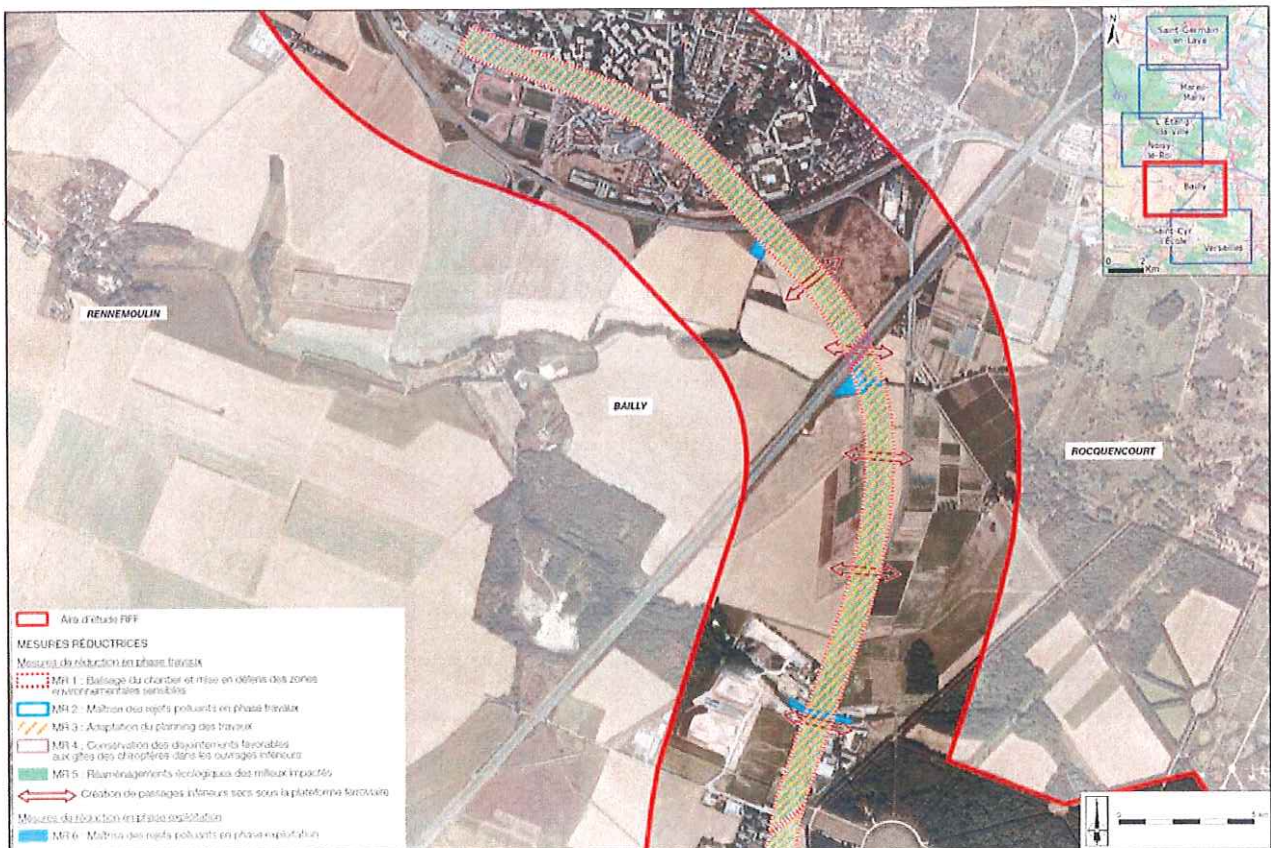 N
Saint-Germain
en-Laye
Mareil-
Marly
L'Étang
la-Ville
Noisy
le-Roi
Bailly
Saint-Cyr
l'École
Versailles
0 2
Km
RENNEMOULIN
BAILLY
ROCQUENCOURT
Aire d'étude RFF
MESURES RÉDUCTRICES
Mesures de réduction en phase travaux
MR 1 : Balisage du chantier et mise en défens des zones
environnementales sensibles
MR 2 : Maîtrise des rejets polluants en phase travaux
MR 3 : Adaptation du planning des travaux
MR 4 : Conservation des disjointements favorables
aux gîtes des chiroptères dans les ouvrages inférieurs
MR 5 : Réaménagements écologiques des milieux impactés
Création de passages inférieurs secs sous la plateforme ferroviaire
Mesures de réduction en phase exploitation
MR 6 : Maîtrise des rejets polluants en phase exploitation
0